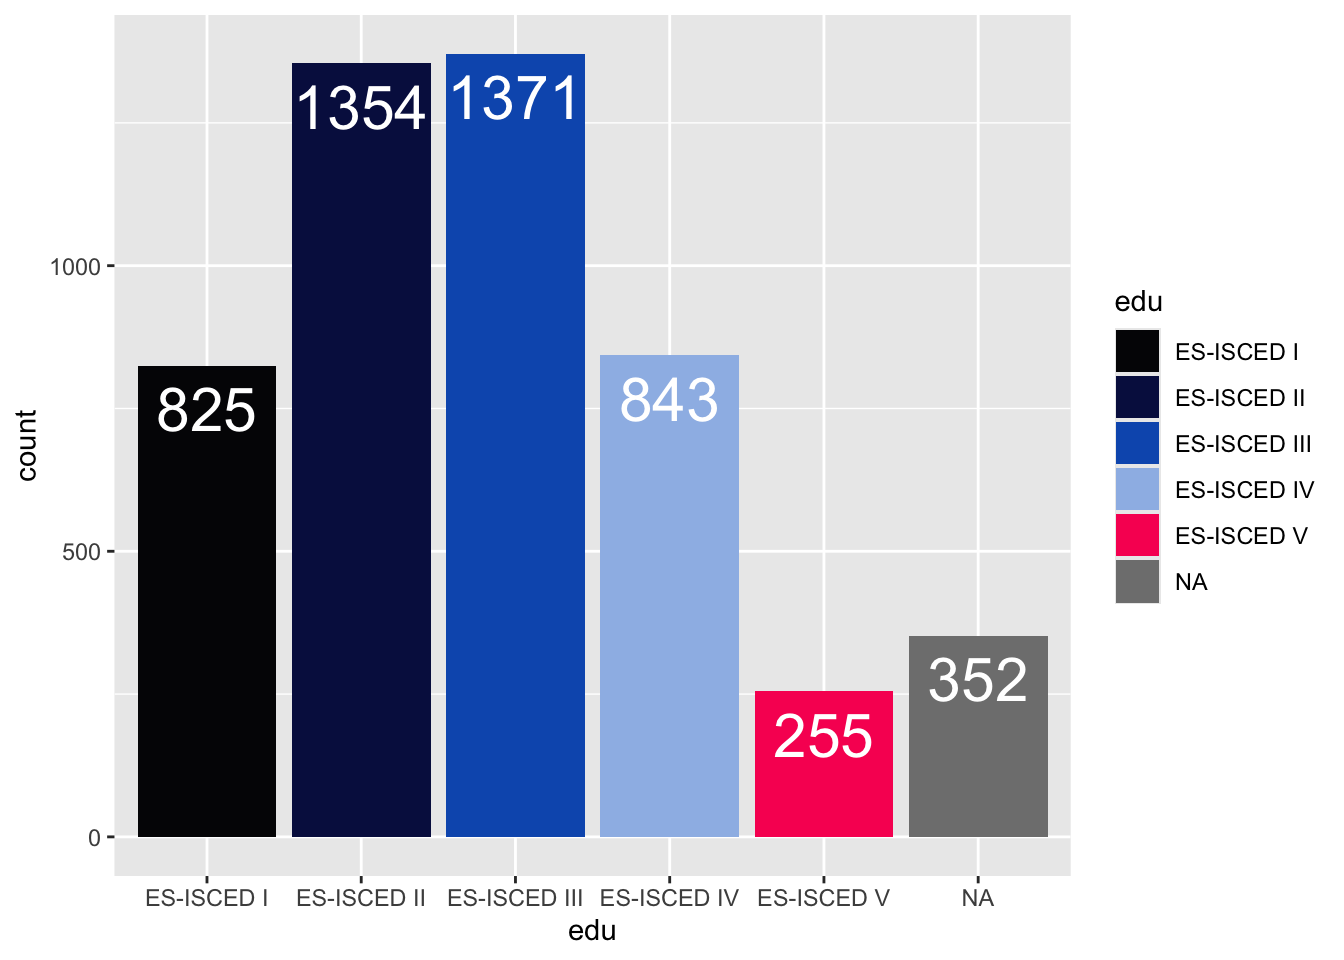 1354
1371
825
843
255
352
count
1000
500
0
ES-ISCED I
ES-ISCED II
ES-ISCED III
ES-ISCED IV
ES-ISCED V
NA
edu
edu
ES-ISCED I
ES-ISCED II
ES-ISCED III
ES-ISCED IV
ES-ISCED V
NA